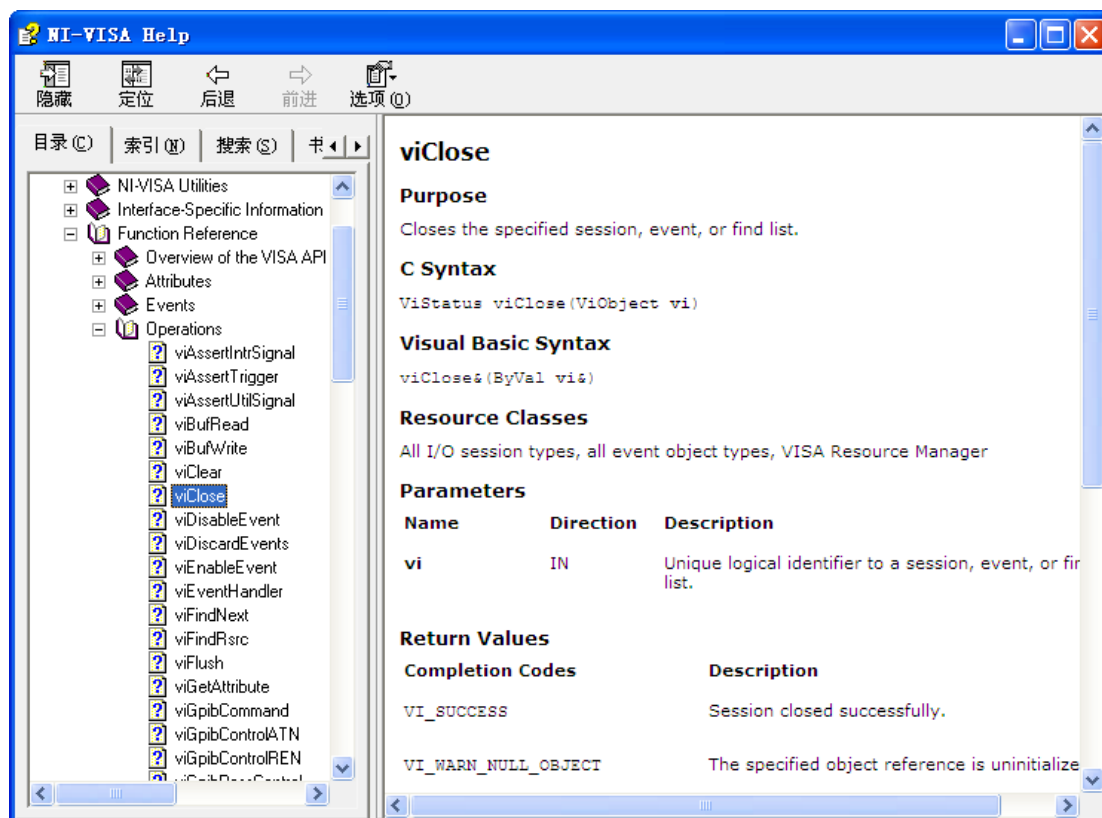 NI-VISA Help
隐藏 定位 后退 前进 选项(O)
目录(C) 索引(N) 搜索(S)
NI-VISA Utilities
Interface-Specific Information
Function Reference
Overview of the VISA API
Attributes
Events
Operations
viAssertIntrSignal
viAssertTrigger
viAssertUtilSignal
viBufRead
viBufWrite
viClear
viClose
viDisableEvent
viDiscardEvents
viEnableEvent
viEventHandler
viFindNext
viFindRsrc
viFlush
viGetAttribute
viGpibCommand
viGpibControlATN
viGpibControlREN
viClose
Purpose
Closes the specified session, event, or find list.
C Syntax
ViStatus viClose(ViObject vi)
Visual Basic Syntax
viClose&(ByVal vi&)
Resource Classes
All I/O session types, all event object types, VISA Resource Manager
Parameters
Name Direction Description
vi IN Unique logical identifier to a session, event, or
list.
Return Values
Completion Codes Description
VI_SUCCESS Session closed successfully.
VI_WARN_NULL_OBJECT The specified object reference is uninitialize